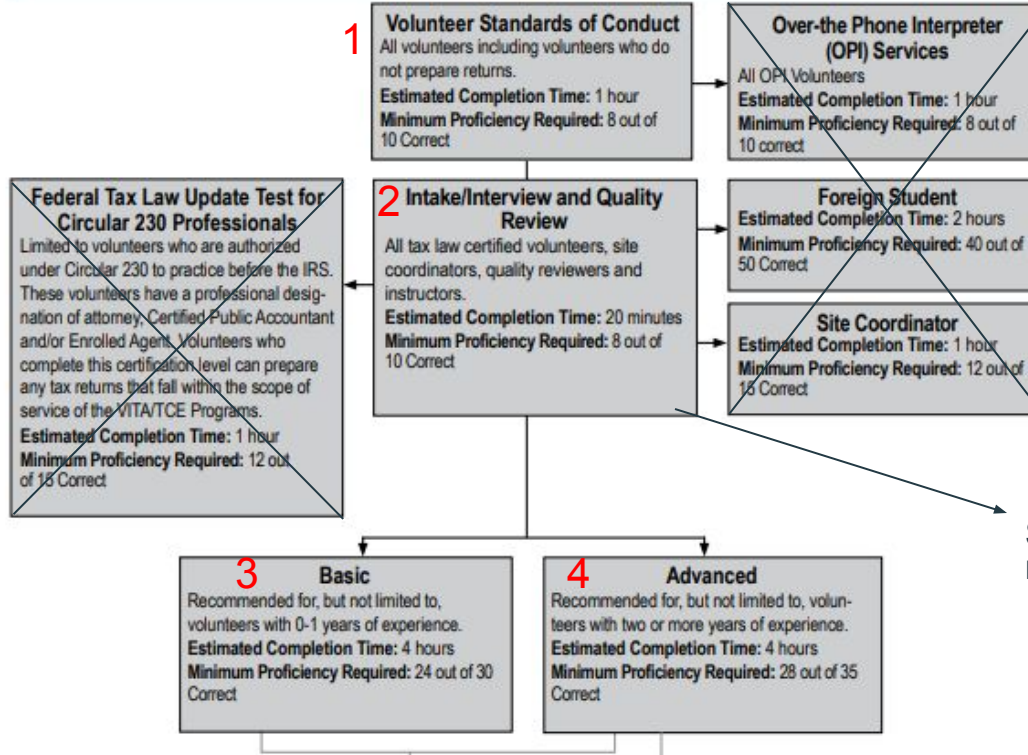 1
Volunteer Standards of Conduct
All volunteers including volunteers who do
not prepare returns.
Estimated Completion Time: 1 hour
Minimum Proficiency Required: 8 out of
10 Correct
Over-the Phone Interpreter
(OPI) Services
All OPI Volunteers
Estimated Completion Time: 1 hour
Minimum Proficiency Required: 8 out of
10 correct
Federal Tax Law Update Test for
Circular 230 Professionals
Limited to volunteers who are authorized
under Circular 230 to practice before the IRS.
These volunteers have a professional desig-
nation of attorney, Certified Public Accountant
and/or Enrolled Agent. Volunteers who
complete this certification level can prepare
any tax returns that fall within the scope of
service of the VITA/TCE Programs.
Estimated Completion Time: 1 hour
Minimum Proficiency Required: 12 out
of 15 Correct
2
Intake/Interview and Quality
Review
All tax law certified volunteers, site
coordinators, quality reviewers and
instructors.
Estimated Completion Time: 20 minutes
Minimum Proficiency Required: 8 out of
10 Correct
Foreign Student
Estimated Completion Time: 2 hours
Minimum Proficiency Required: 40 out of
50 Correct
Site Coordinator
Estimated Completion Time: 1 hour
Minimum Proficiency Required: 12 out of
15 Correct
3
Basic
Recommended for, but not limited to,
volunteers with 0-1 years of experience.
Estimated Completion Time: 4 hours
Minimum Proficiency Required: 24 out of 30
Correct
4
Advanced
Recommended for, but not limited to, volun-
teers with two or more years of experience.
Estimated Completion Time: 4 hours
Minimum Proficiency Required: 28 out of 35
Correct